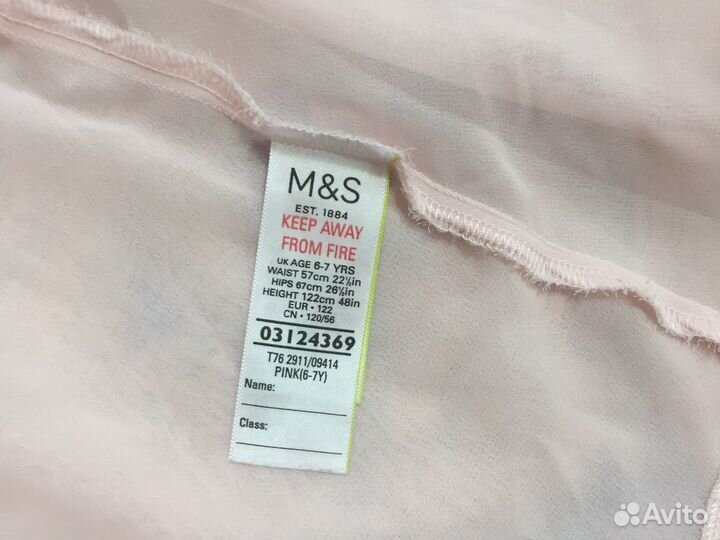 M&S
EST. 1884
KEEP AWAY
FROM FIRE
UK AGE 6-7 YRS
WAIST 57cm 22½in
HIPS 67cm 26½in
HEIGHT 122cm 48in
EUR • 122
CN • 120/56
03124369
T76 2911/09414
PINK(6-7Y)
Name:
Class:
Avito